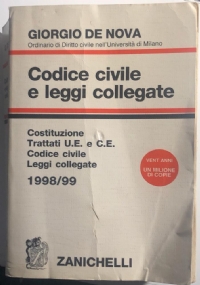 GIORGIO DE NOVA
Ordinario di Diritto civile nell'Università di Milano
Codice civile
e leggi collegate
Costituzione
Trattati U.E. e C.E.
Codice civile
Leggi collegate
1998/99
VENT'ANNI
UN MILIONE
DI COPIE
ZANICHELLI